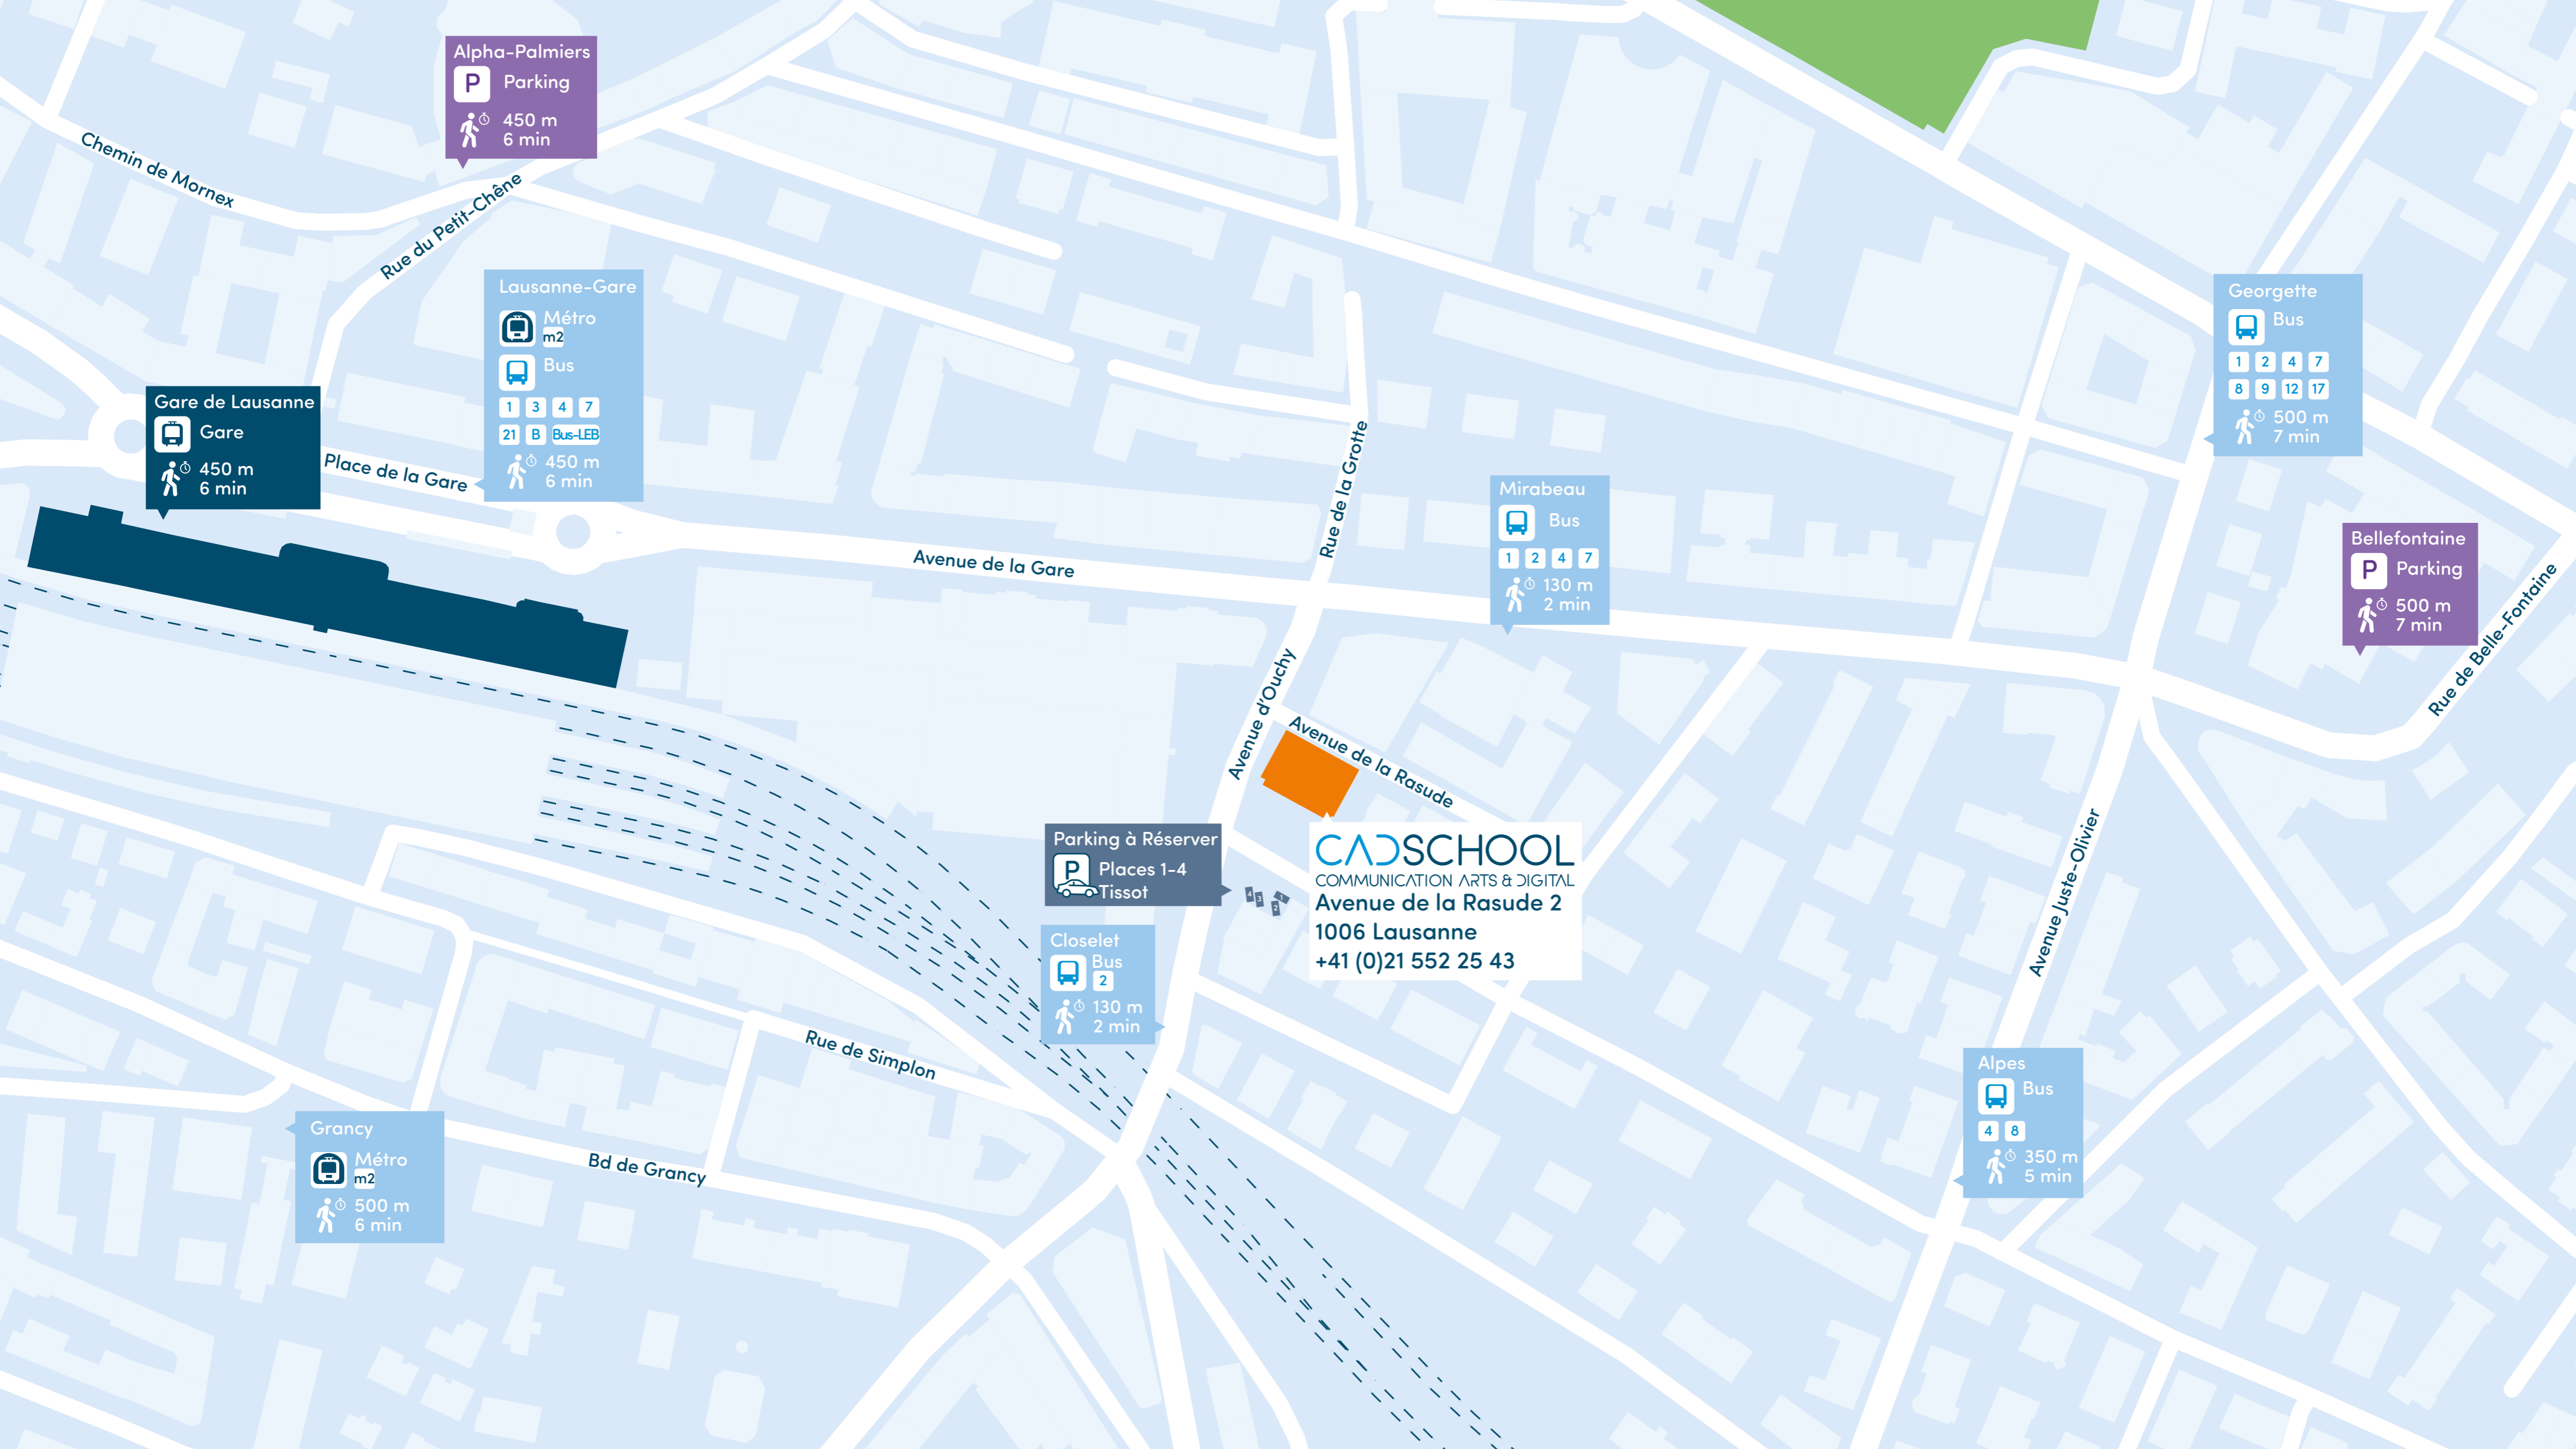 Alpha-Palmiers
P Parking
450 m
6 min
Chemin de Mornex
Rue du Petit-Chêne
Lausanne-Gare
Métro
m2
Bus
1 3 4 7
21 B Bus-LEB
450 m
6 min
Georgette
Bus
1 2 4 7
8 9 12 17
500 m
7 min
Gare de Lausanne
Gare
450 m
6 min
Place de la Gare
Rue de la Grotte
Mirabeau
Bus
1 2 4 7
130 m
2 min
Bellefontaine
P Parking
500 m
7 min
Rue de Belle-Fontaine
Avenue de la Gare
Avenue d'Ouchy
Avenue de la Rasude
Parking à Réserver
P Places 1-4
Tissot
4 3 2 1
CADSCHOOL
COMMUNICATION ARTS & DIGITAL
Avenue de la Rasude 2
1006 Lausanne
+41 (0)21 552 25 43
Avenue Juste-Olivier
Closelet
Bus
2
130 m
2 min
Rue de Simplon
Alpes
Bus
4 8
350 m
5 min
Grancy
Métro
m2
500 m
6 min
Bd de Grancy